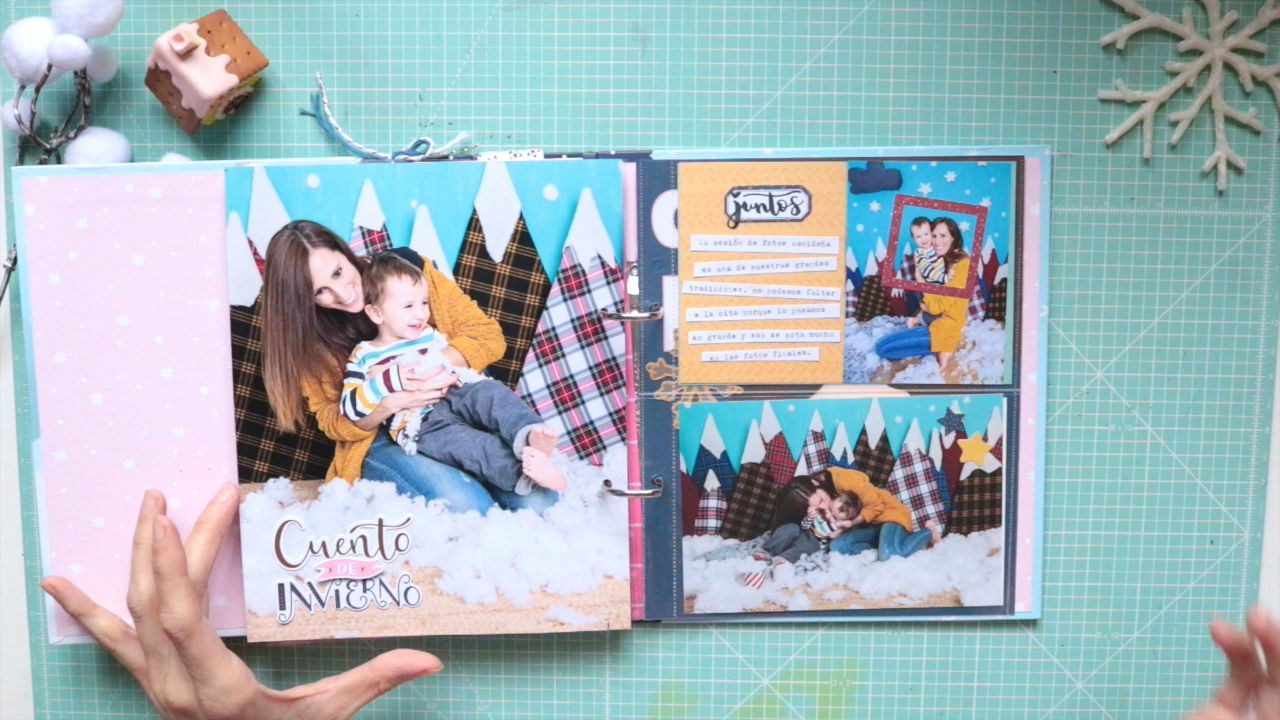 Cuento
DE
INVIERNO
juntos
la sesión de fotos navideña
es una de nuestras grandes
tradiciones, no podemos faltar
a la cita porque lo pasamos
en grande y eso se nota mucho
en las fotos finales.